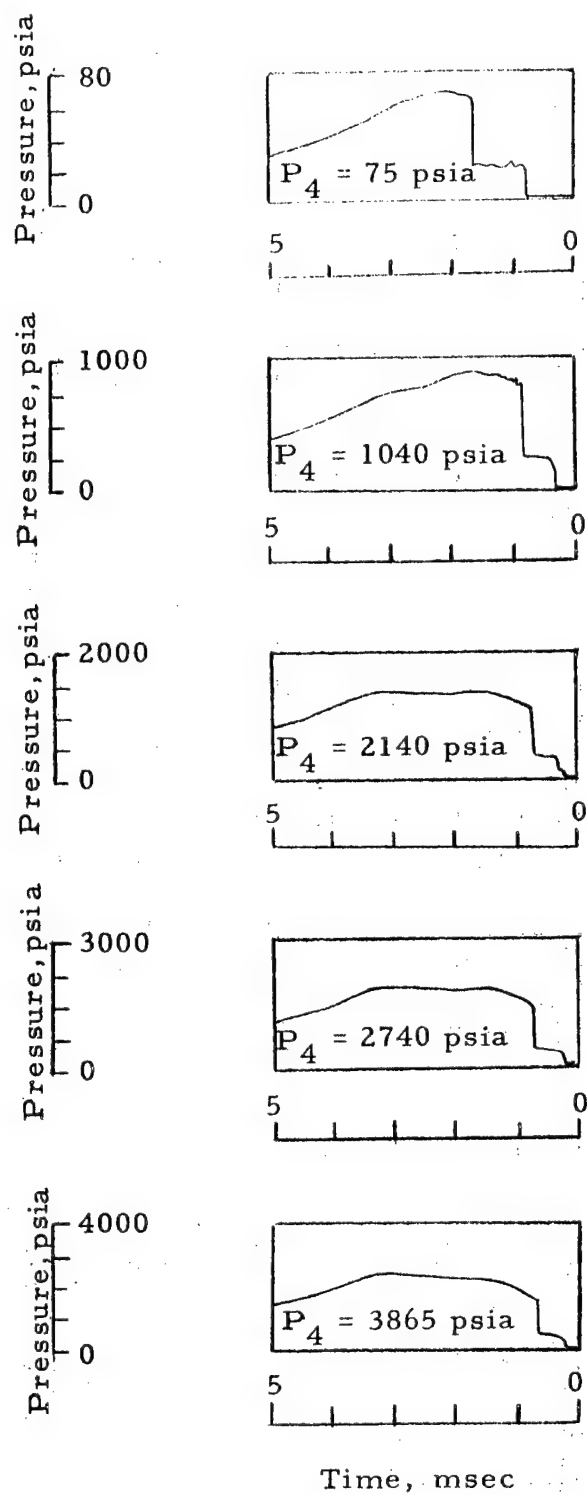 Pressure, psia
80
0
P4 = 75 psia
5 0
Pressure, psia
1000
0
P4 = 1040 psia
5 0
Pressure, psia
2000
0
P4 = 2140 psia
5 0
Pressure, psia
3000
0
P4 = 2740 psia
5 0
Pressure, psia
4000
0
P4 = 3865 psia
5 0
Time, msec